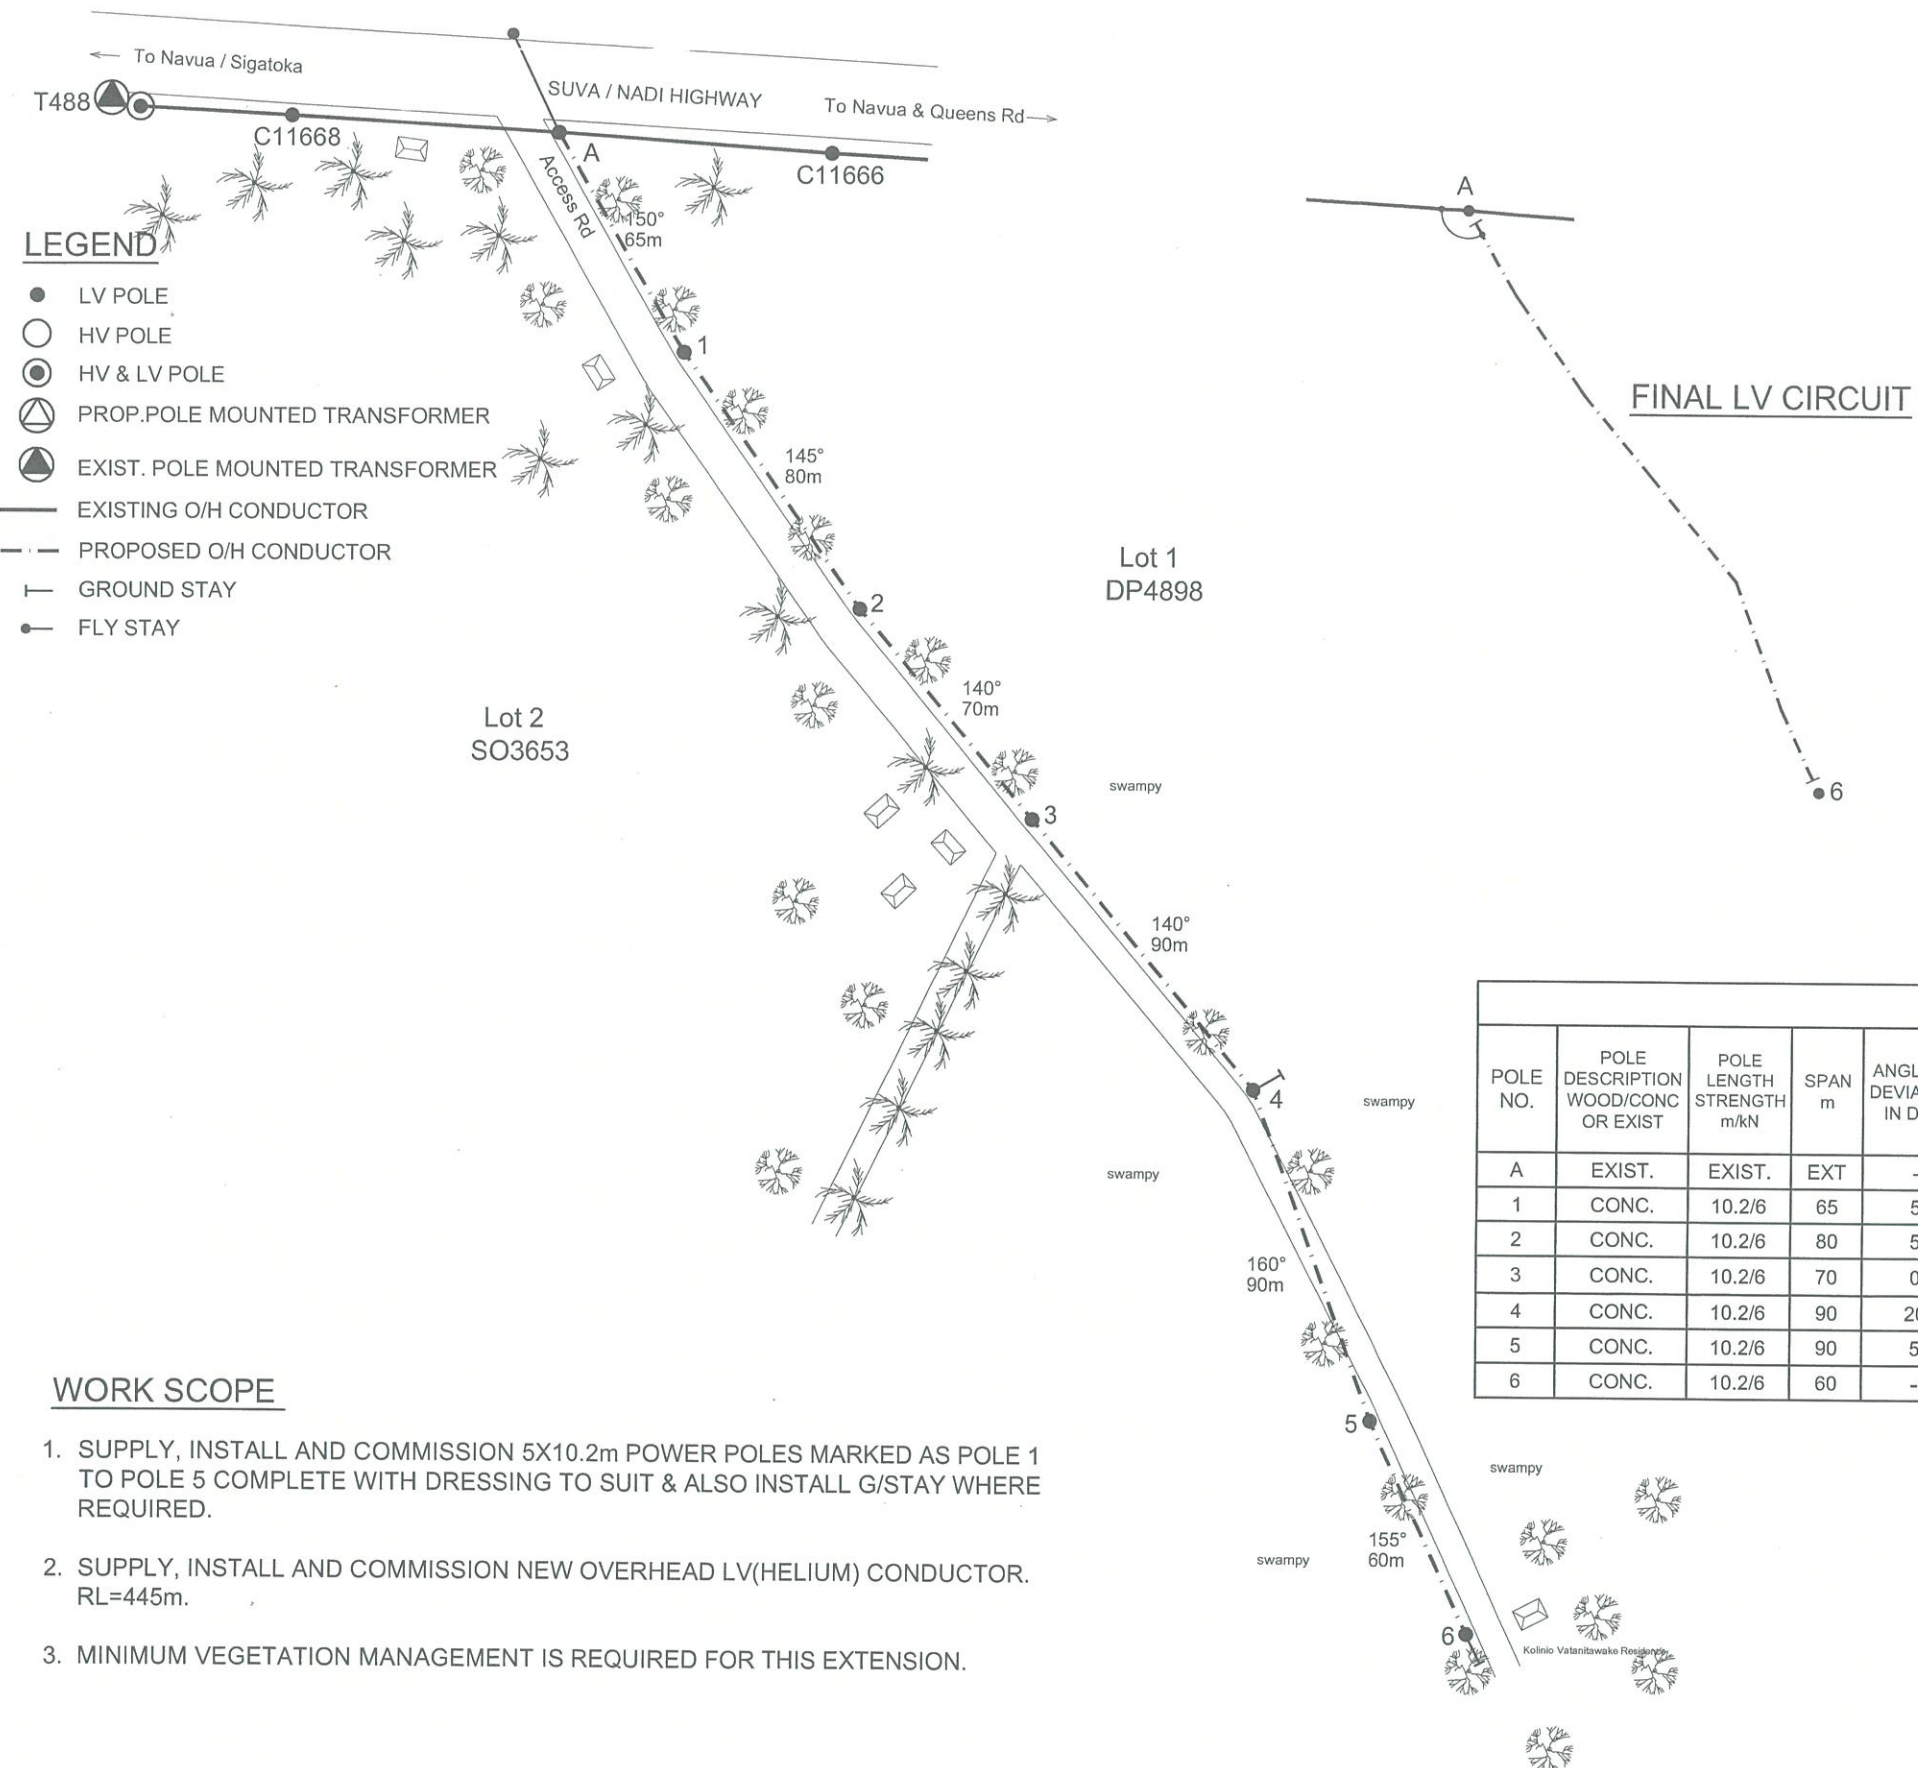 To Navua / Sigatoka
SUVA / NADI HIGHWAY
To Navua & Queens Rd
T488
C11668
A
C11666
Access Rd
150°
65m
1
145°
80m
2
140°
70m
3
140°
90m
4
160°
90m
5
155°
60m
6
LEGEND
LV POLE
HV POLE
HV & LV POLE
PROP.POLE MOUNTED TRANSFORMER
EXIST. POLE MOUNTED TRANSFORMER
EXISTING O/H CONDUCTOR
PROPOSED O/H CONDUCTOR
GROUND STAY
FLY STAY
Lot 1
DP4898
Lot 2
SO3653
swampy
swampy
swampy
swampy
swampy
Kolinio Vatanitawake Residence
A
FINAL LV CIRCUIT
6
POLE NO.
POLE DESCRIPTION WOOD/CONC OR EXIST
POLE LENGTH STRENGTH m/kN
SPAN m
A EXIST. EXIST. EXT -
1 CONC. 10.2/6 65 5
2 CONC. 10.2/6 80 5
3 CONC. 10.2/6 70 0
4 CONC. 10.2/6 90
5 CONC. 10.2/6 90 5
6 CONC. 10.2/6 60 -
WORK SCOPE
1. SUPPLY, INSTALL AND COMMISSION 5X10.2m POWER POLES MARKED AS POLE 1
TO POLE 5 COMPLETE WITH DRESSING TO SUIT & ALSO INSTALL G/STAY WHERE
REQUIRED.
2. SUPPLY, INSTALL AND COMMISSION NEW OVERHEAD LV(HELIUM) CONDUCTOR.
RL=445m.
3. MINIMUM VEGETATION MANAGEMENT IS REQUIRED FOR THIS EXTENSION.